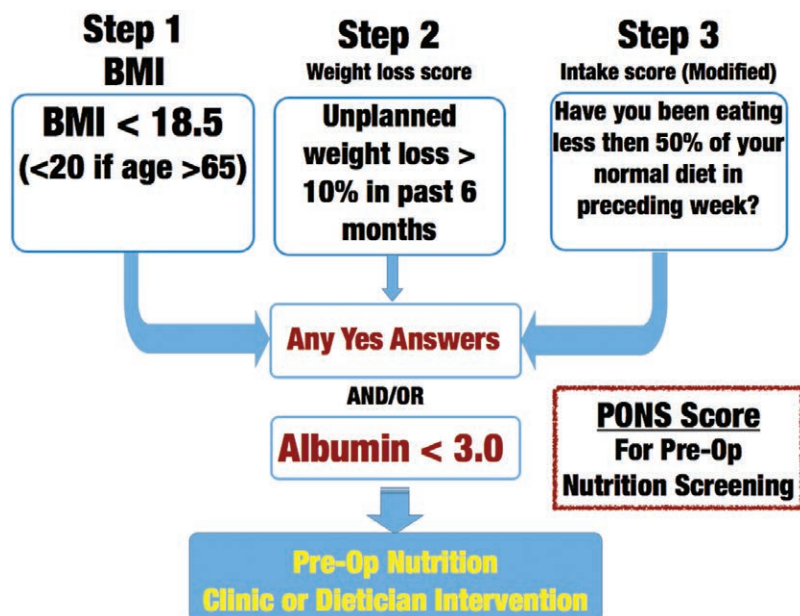 Step 1
BMI
BMI < 18.5
(<20 if age >65)
Step 2
Weight loss score
Unplanned
weight loss >
10% in past 6
months
Step 3
Intake score (Modified)
Have you been eating
less then 50% of your
normal diet in
preceding week?
Any Yes Answers
AND/OR
Albumin < 3.0
PONS Score
For Pre-Op
Nutrition Screening
Pre-Op Nutrition
Clinic or Dietician Intervention